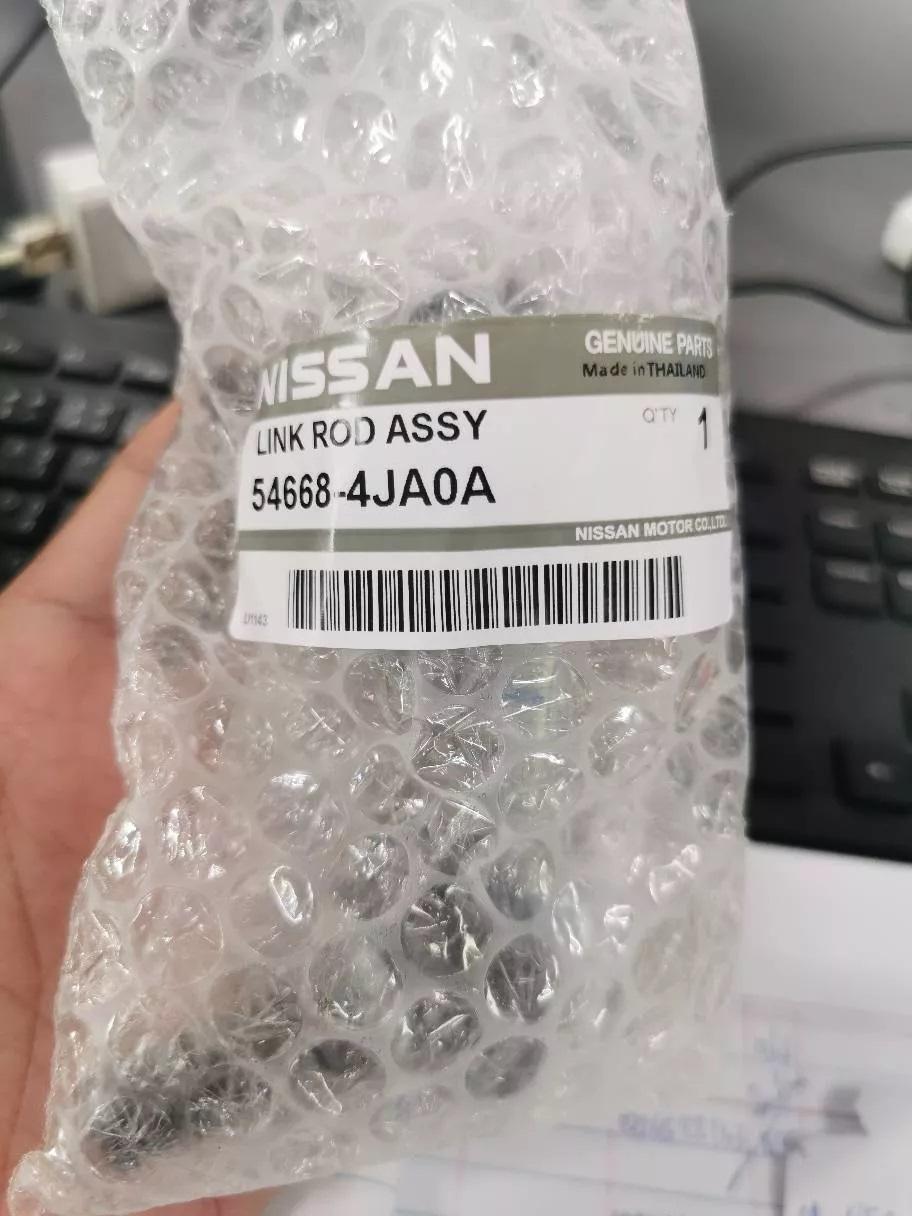 NISSAN
GENUINE PARTS
Made in THAILAND
LINK ROD ASSY
Q'TY 1
54668-4JA0A
NISSAN MOTOR CO.,LTD.